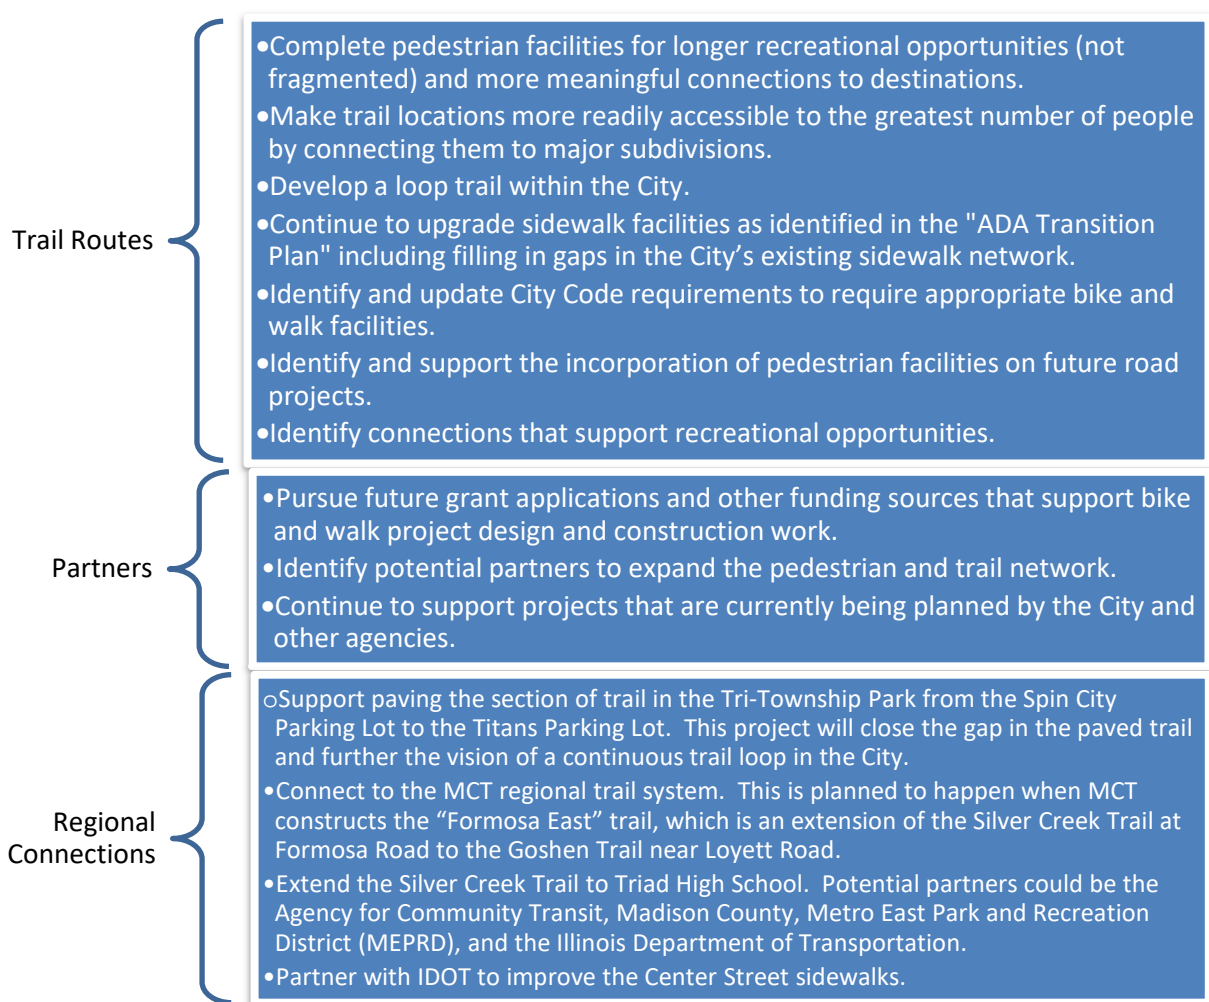 Trail Routes
•Complete pedestrian facilities for longer recreational opportunities (not
fragmented) and more meaningful connections to destinations.
•Make trail locations more readily accessible to the greatest number of people
by connecting them to major subdivisions.
•Develop a loop trail within the City.
•Continue to upgrade sidewalk facilities as identified in the "ADA Transition
Plan" including filling in gaps in the City’s existing sidewalk network.
•Identify and update City Code requirements to require appropriate bike and
walk facilities.
•Identify and support the incorporation of pedestrian facilities on future road
projects.
•Identify connections that support recreational opportunities.
Partners
•Pursue future grant applications and other funding sources that support bike
and walk project design and construction work.
•Identify potential partners to expand the pedestrian and trail network.
•Continue to support projects that are currently being planned by the City and
other agencies.
Regional
Connections
oSupport paving the section of trail in the Tri-Township Park from the Spin City
Parking Lot to the Titans Parking Lot.  This project will close the gap in the paved trail
and further the vision of a continuous trail loop in the City.
•Connect to the MCT regional trail system.  This is planned to happen when MCT
constructs the “Formosa East” trail, which is an extension of the Silver Creek Trail at
Formosa Road to the Goshen Trail near Loyett Road.
•Extend the Silver Creek Trail to Triad High School.  Potential partners could be the
Agency for Community Transit, Madison County, Metro East Park and Recreation
District (MEPRD), and the Illinois Department of Transportation.
•Partner with IDOT to improve the Center Street sidewalks.